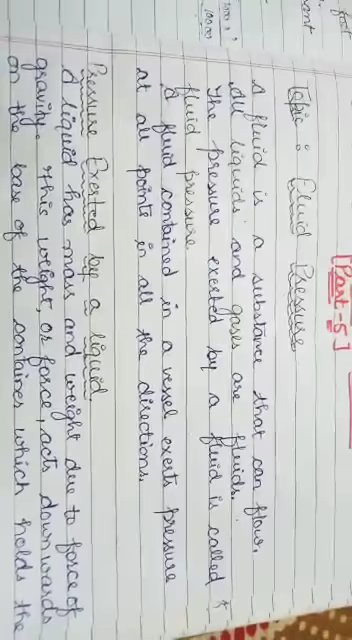 [Part-5]
Topic : Fluid Pressure
A fluid is a substance that can flow.
All liquids and gases are fluids.
The pressure exerted by a fluid is called
fluid pressure.
A fluid contained in a vessel exerts pressure
at all points in all the directions.
Pressure Exerted by a liquid
A liquid has mass and weight due to force of
gravity. This weight, or force, acts downwards
on the base of the container which holds the